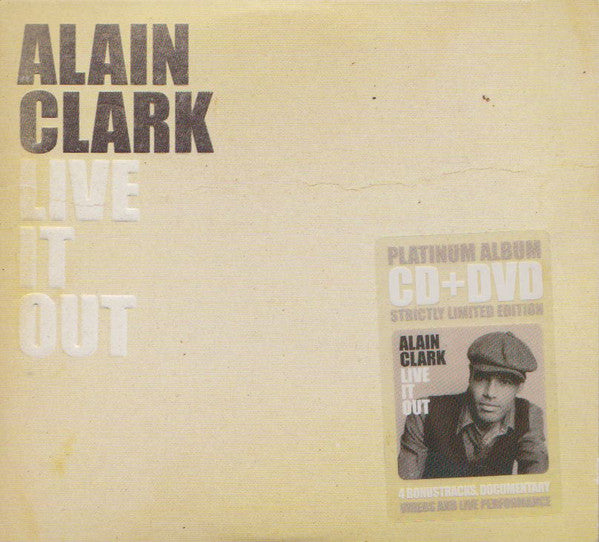 ALAIN
CLARK
LIVE
IT
OUT
PLATINUM ALBUM
CD+DVD
STRICTLY LIMITED EDITION
ALAIN
CLARK
LIVE
IT
OUT
4 BONUSTRACKS, DOCUMENTARY
VIDEOS AND LIVE PERFORMANCE